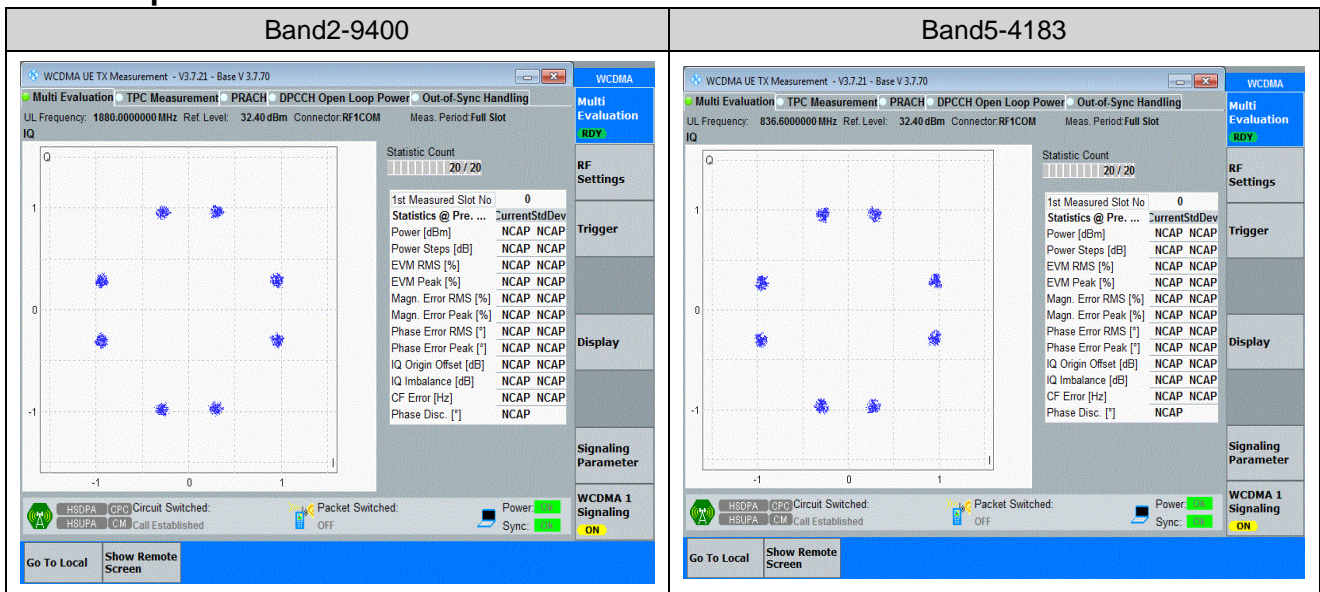 Band2-9400
Band5-4183
WCDMA UE TX Measurement - V3.7.21 - Base V 3.7.70
WCDMA
Multi Evaluation TPC Measurement PRACH DPCCH Open Loop Power Out-of-Sync Handling
Multi Evaluation
RDY
UL Frequency: 1880.0000000 MHz Ref. Level: 32.40 dBm Connector:RF1COM Meas. Period:Full Slot
IQ
Q
Statistic Count
20 / 20
RF Settings
1st Measured Slot No 0
Statistics @ Pre. ... CurrentStdDev
Power [dBm] NCAP NCAP
Power Steps [dB] NCAP NCAP
EVM RMS [%] NCAP NCAP
EVM Peak [%] NCAP NCAP
Magn. Error RMS [%] NCAP NCAP
Magn. Error Peak [%] NCAP NCAP
Phase Error RMS [°] NCAP NCAP
Phase Error Peak [°] NCAP NCAP
IQ Origin Offset [dB] NCAP NCAP
IQ Imbalance [dB] NCAP NCAP
CF Error [Hz] NCAP NCAP
Phase Disc. [°] NCAP
1
0
-1
-1 0 1
I
Trigger
Display
Signaling Parameter
WCDMA 1 Signaling
ON
HSDPA CPC Circuit Switched:
HSUPA CM Call Established
Packet Switched:
OFF
Power: OK
Sync: OK
Go To Local
Show Remote Screen
WCDMA UE TX Measurement - V3.7.21 - Base V 3.7.70
WCDMA
Multi Evaluation TPC Measurement PRACH DPCCH Open Loop Power Out-of-Sync Handling
Multi Evaluation
RDY
UL Frequency: 836.6000000 MHz Ref. Level: 32.40 dBm Connector:RF1COM Meas. Period:Full Slot
IQ
Q
Statistic Count
20 / 20
RF Settings
1st Measured Slot No 0
Statistics @ Pre. ... CurrentStdDev
Power [dBm] NCAP NCAP
Power Steps [dB] NCAP NCAP
EVM RMS [%] NCAP NCAP
EVM Peak [%] NCAP NCAP
Magn. Error RMS [%] NCAP NCAP
Magn. Error Peak [%] NCAP NCAP
Phase Error RMS [°] NCAP NCAP
Phase Error Peak [°] NCAP NCAP
IQ Origin Offset [dB] NCAP NCAP
IQ Imbalance [dB] NCAP NCAP
CF Error [Hz] NCAP NCAP
Phase Disc. [°] NCAP
1
0
-1
-1 0 1
I
Trigger
Display
Signaling Parameter
WCDMA 1 Signaling
ON
HSDPA CPC Circuit Switched:
HSUPA CM Call Established
Packet Switched:
OFF
Power: OK
Sync: OK
Go To Local
Show Remote Screen